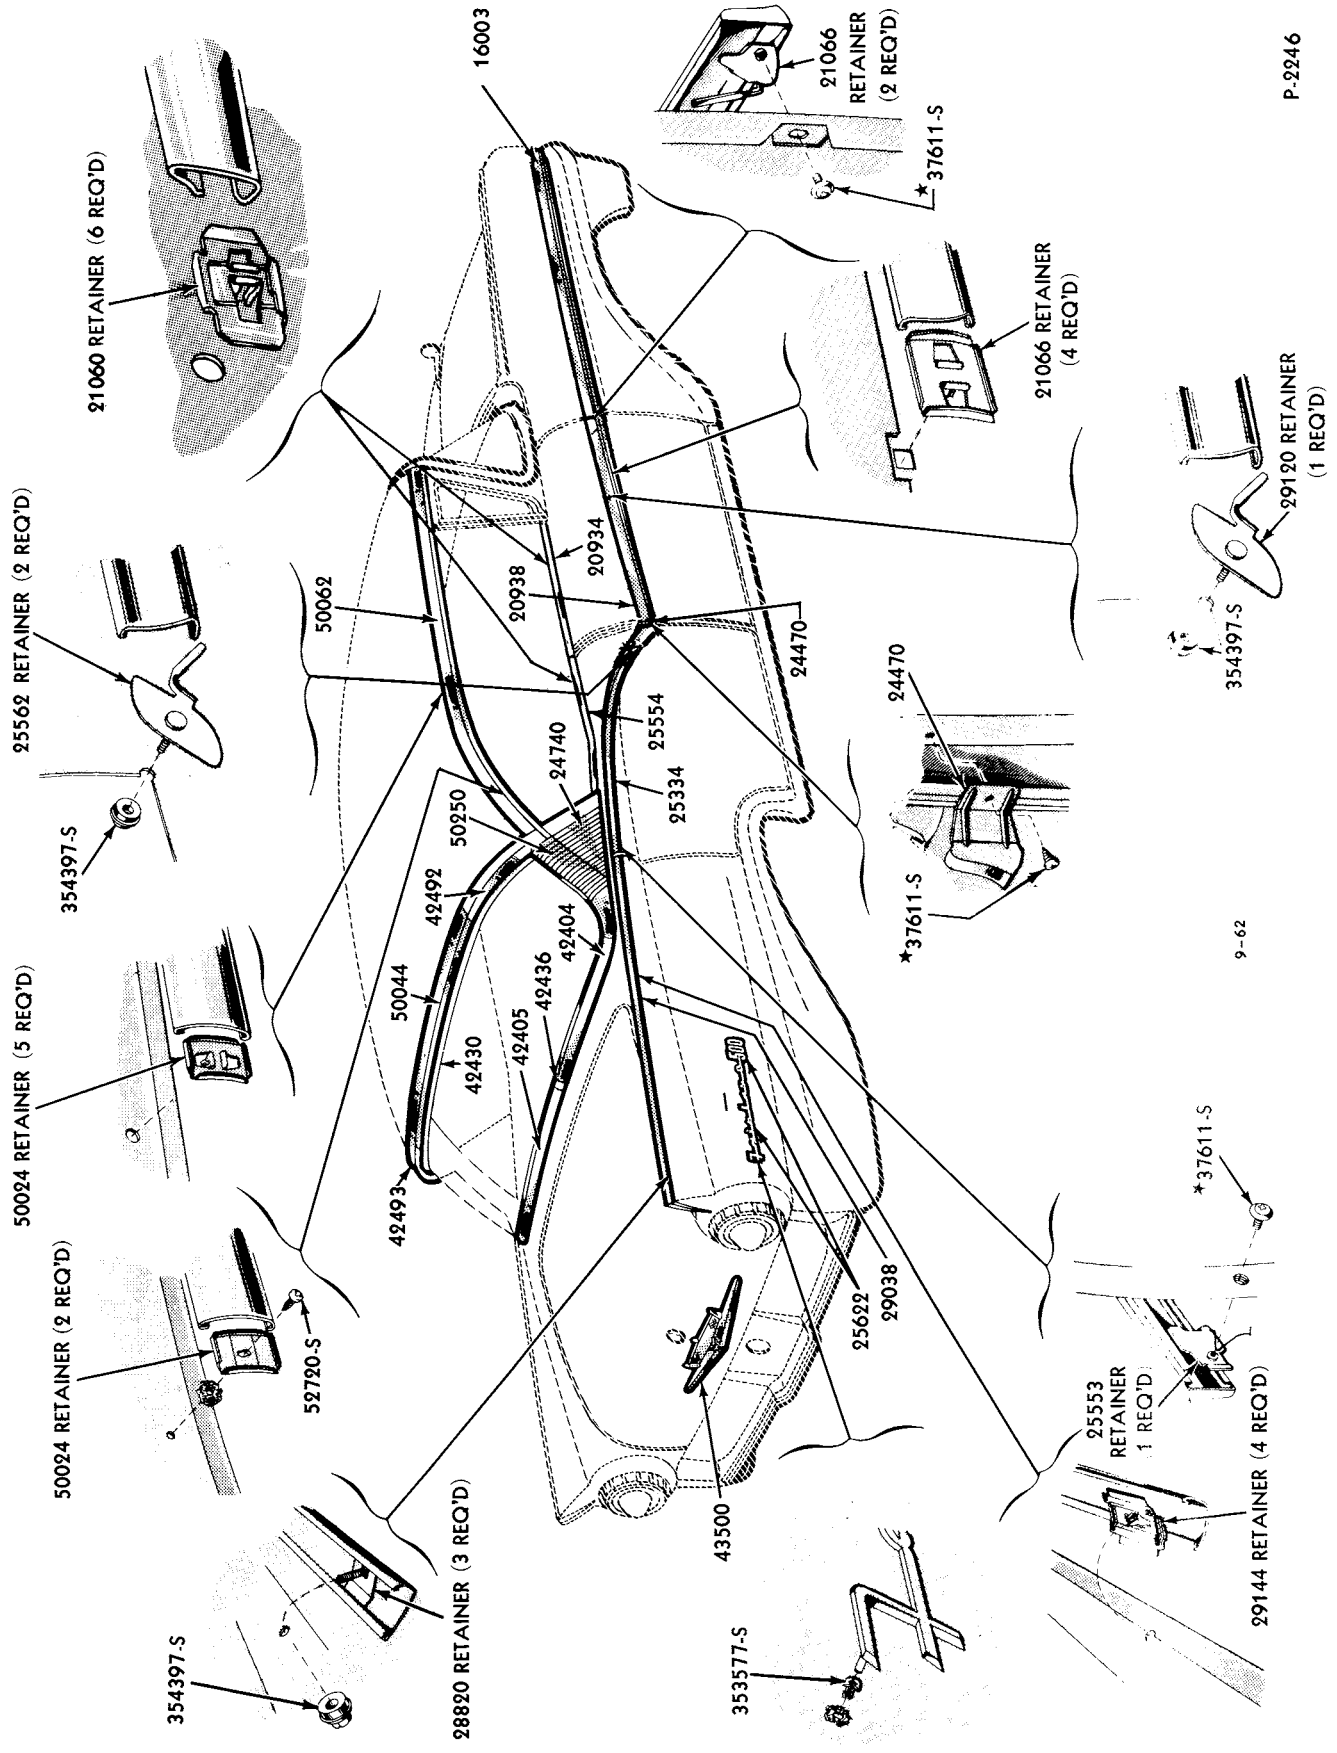 354397-S
28820 RETAINER (3 REQ'D)
50024 RETAINER (2 REQ'D)
52720-S
50024 RETAINER (5 REQ'D)
354397-S
25562 RETAINER (2 REQ'D)
21060 RETAINER (6 REQ'D)
42493
50044
42430
42492
50250
24740
50062
16003
42405
42436
42404
25334
25554
20938
20934
24470
21066
RETAINER
(2 REQ'D)
★37611-S
353577-S
43500
25622
29038
★37611-S
24470
21066 RETAINER
(4 REQ'D)
29144 RETAINER (4 REQ'D)
25553
RETAINER
(1 REQ'D)
★37611-S
354397-S
29120 RETAINER
(1 REQ'D)
9-62
P-2246